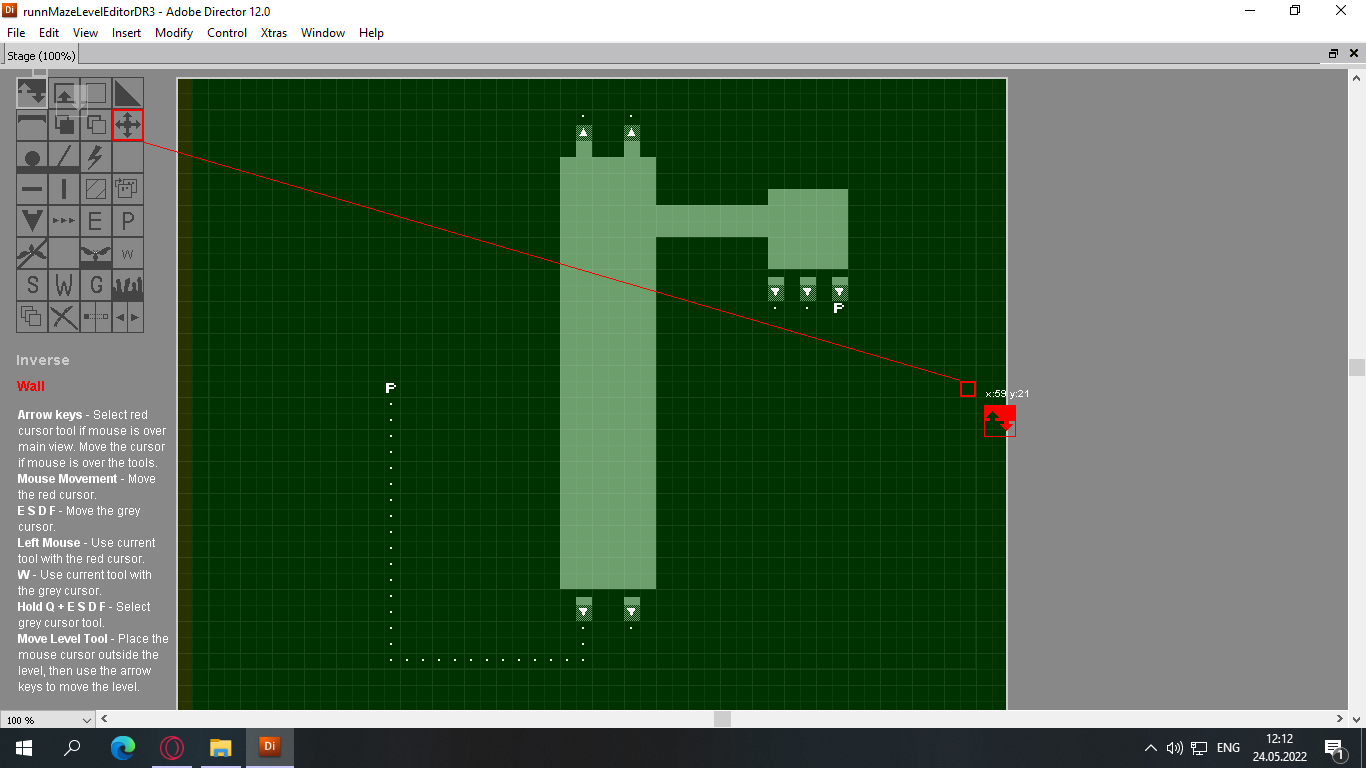 runnMazeLevelEditorDR3 - Adobe Director 12.0
File Edit View Insert Modify Control Xtras Window Help
Stage (100%)
E P
W
S W G
Inverse
Wall
Arrow keys - Select red
cursor tool if mouse is over
main view. Move the cursor
if mouse is over the tools.
Mouse Movement - Move
the red cursor.
E S D F - Move the grey
cursor.
Left Mouse - Use current
tool with the red cursor.
W - Use current tool with
the grey cursor.
Hold Q + E S D F - Select
grey cursor tool.
Move Level Tool - Place the
mouse cursor outside the
level, then use the arrow
keys to move the level.
P
P
x:59 y:21
100 %
Di
ENG
12:12
24.05.2022
1